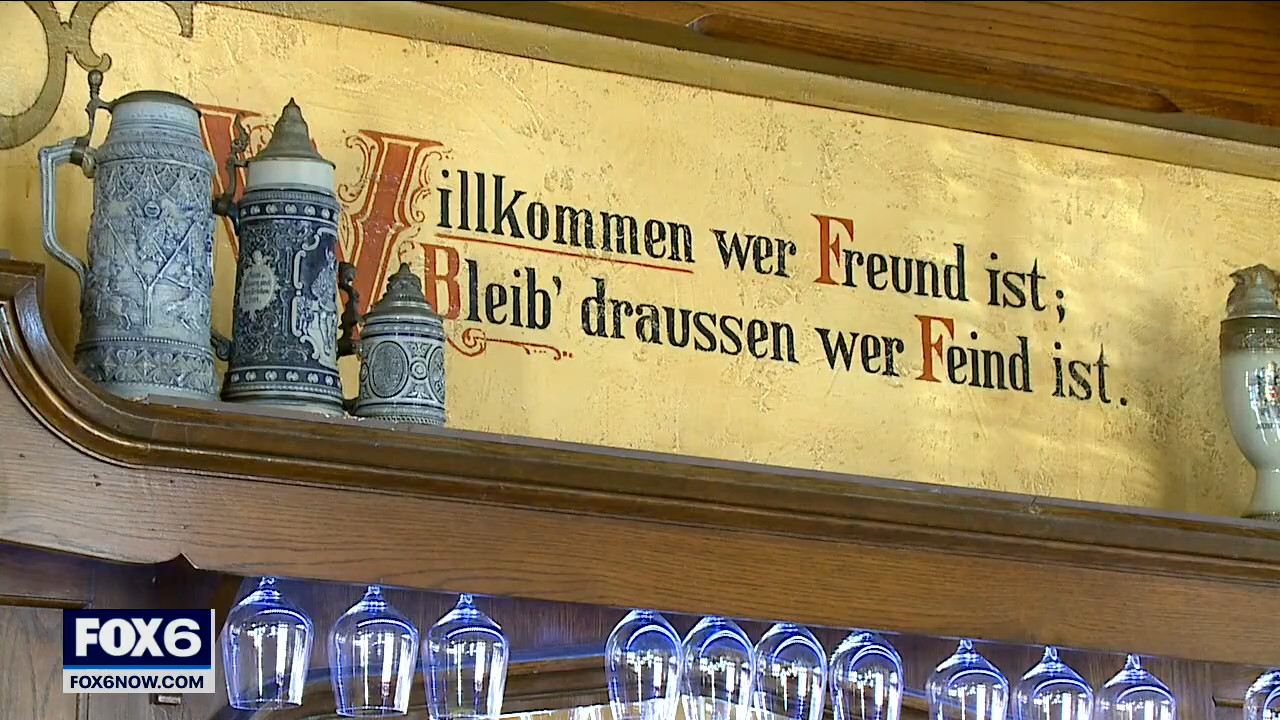 Willkommen wer Freund ist;
Bleib' draussen wer Feind ist.
FOX6
FOX6NOW.COM